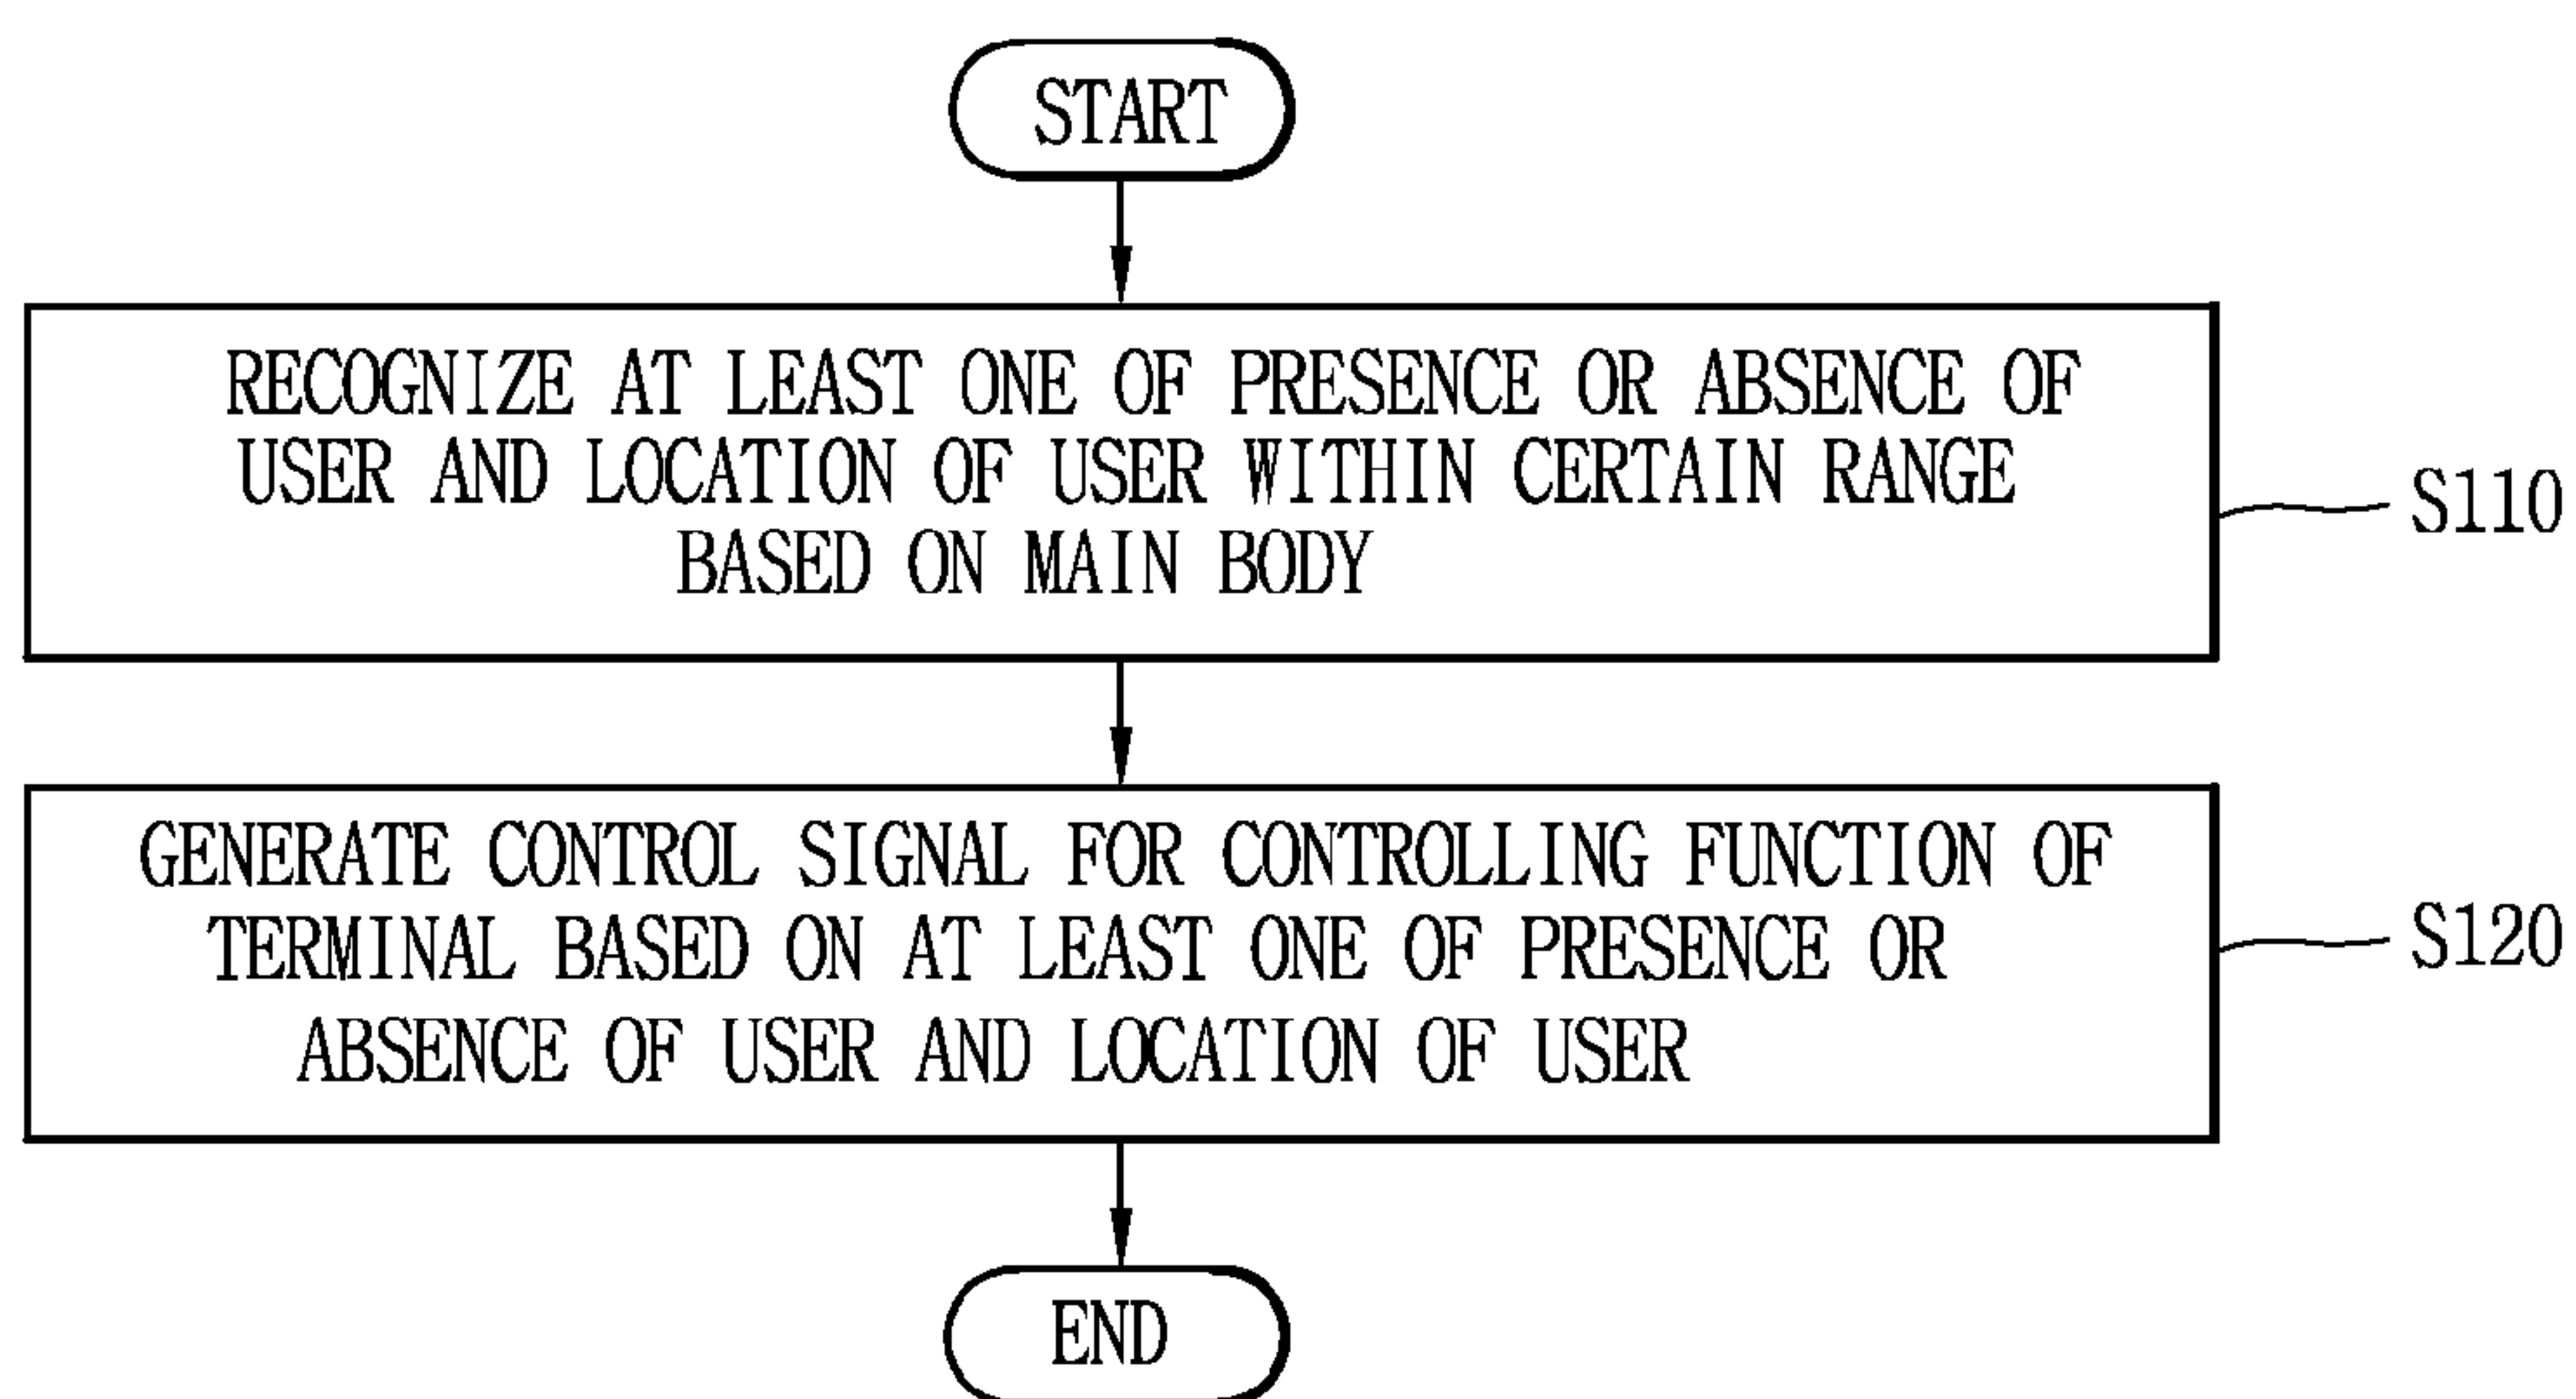 START
RECOGNIZE AT LEAST ONE OF PRESENCE OR ABSENCE OF
USER AND LOCATION OF USER WITHIN CERTAIN RANGE
BASED ON MAIN BODY
S110
GENERATE CONTROL SIGNAL FOR CONTROLLING FUNCTION OF
TERMINAL BASED ON AT LEAST ONE OF PRESENCE OR
ABSENCE OF USER AND LOCATION OF USER
S120
END